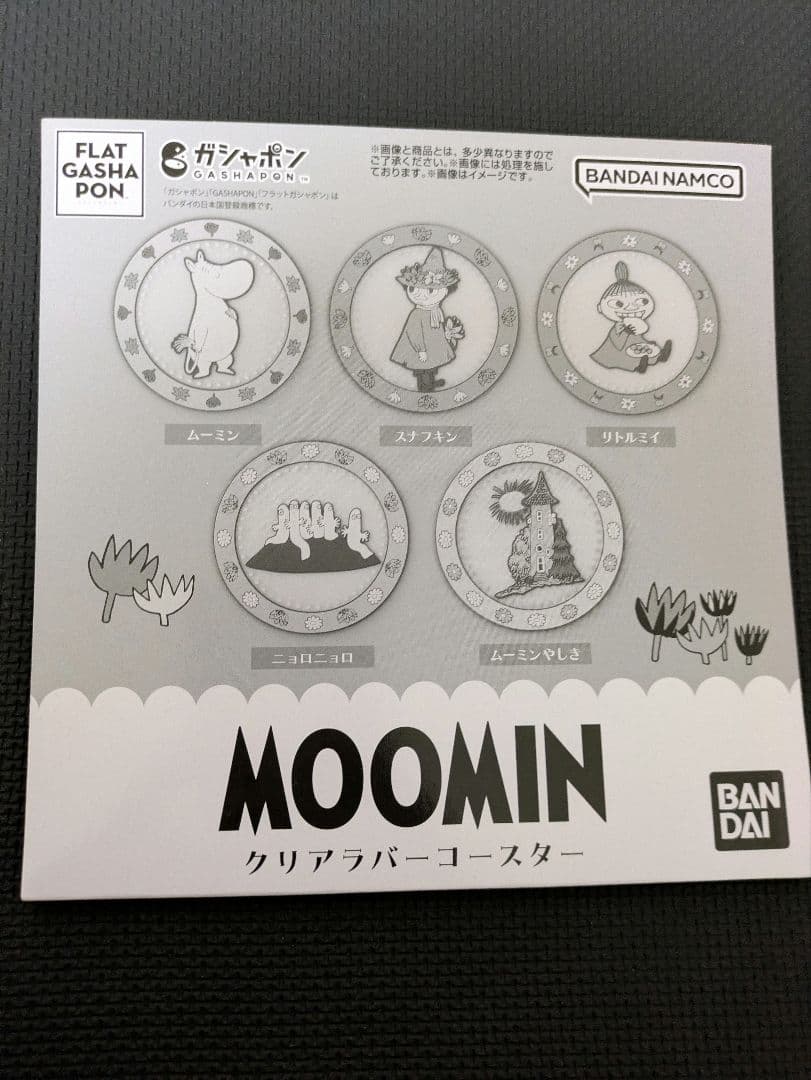 FLAT
GASHA
PON
ガシャポン
GASHAPON™
「ガシャポン」「GASHAPON」「フラットガシャポン」は
バンダイの日本国登録商標です。
※画像と商品とは、多少異なりますので
ご了承ください。※画像には処理を施し
ております。※画像はイメージです。
BANDAI NAMCO
ムーミン
スナフキン
リトルミイ
ニョロニョロ
ムーミンやしき
MOOMIN
クリアラバーコースター
BAN
DAI